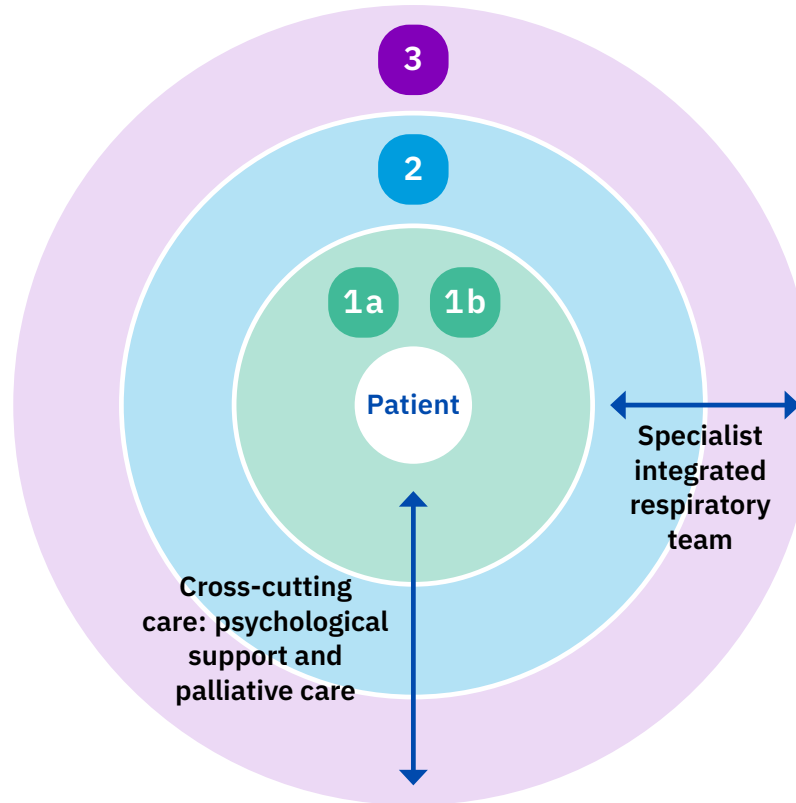 3
2
1a 1b
Patient
Specialist
integrated
respiratory
team
Cross-cutting
care: psychological
support and
palliative care